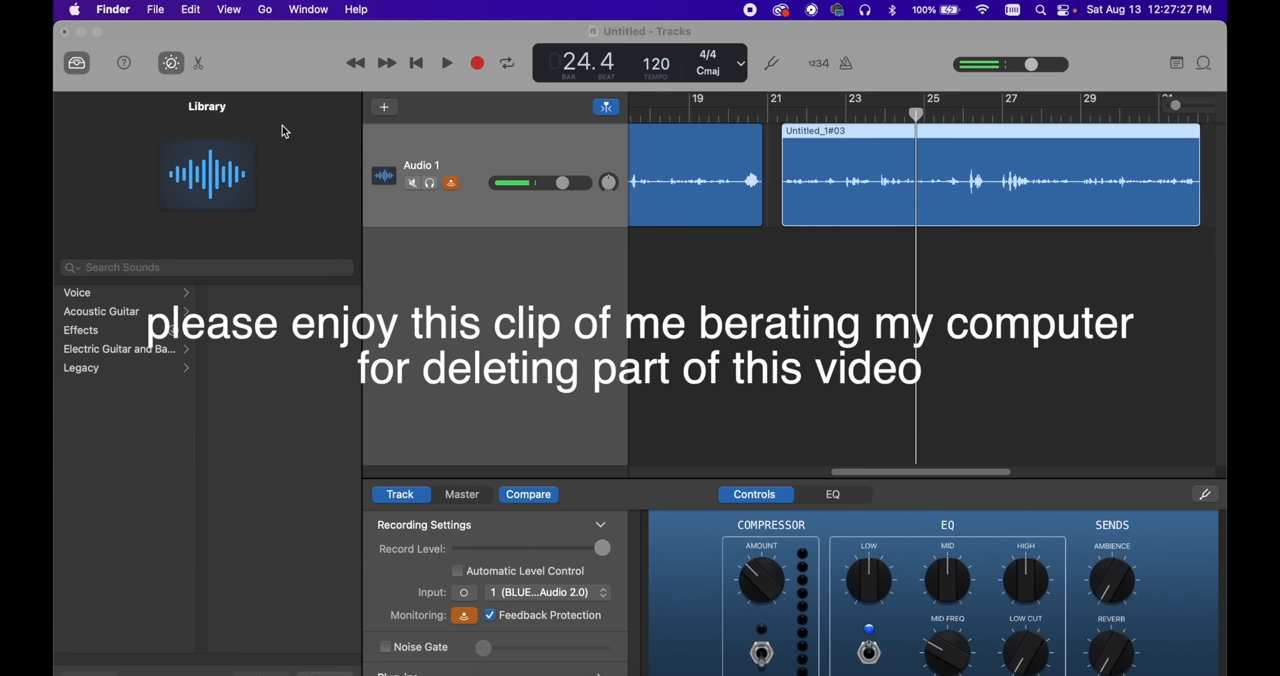 Finder File Edit View Go Window Help 100% Sat Aug 13 12:27:27 PM
Untitled - Tracks
024.4 120 4/4 Cmaj
BAR BEAT TEMPO
1234
Library
19 21 23 25 27 29
Untitled_1#03
Audio 1
Search Sounds
Voice
Acoustic Guitar
Effects
Electric Guitar and Ba...
Legacy
please enjoy this clip of me berating my computer
for deleting part of this video
Track Master Compare Controls EQ
Recording Settings
Record Level:
Automatic Level Control
Input: 1 (BLUE...Audio 2.0)
Monitoring: Feedback Protection
Noise Gate
COMPRESSOR EQ SENDS
AMOUNT LOW MID HIGH AMBIENCE
MID FREQ LOW CUT REVERB